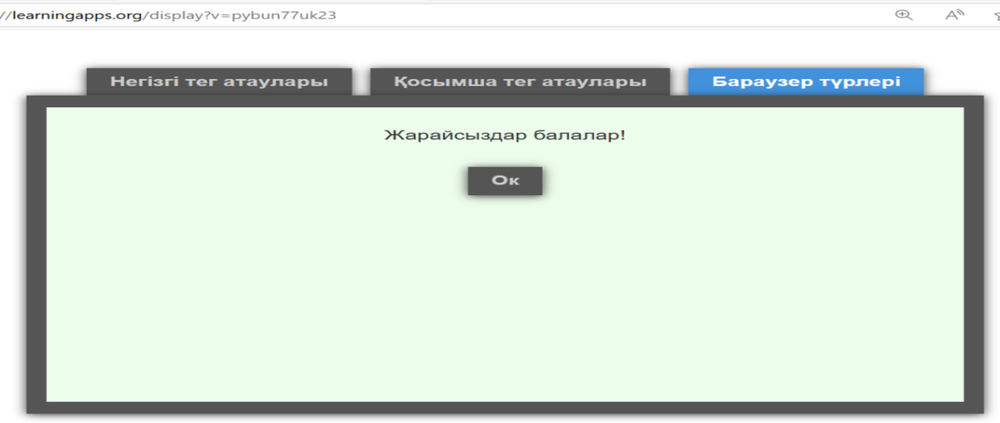 //learningapps.org/display?v=pybun77uk23
Негізгі тег атаулары
Қосымша тег атаулары
Бараузер түрлері
Жарайсыздар балалар!
Ок